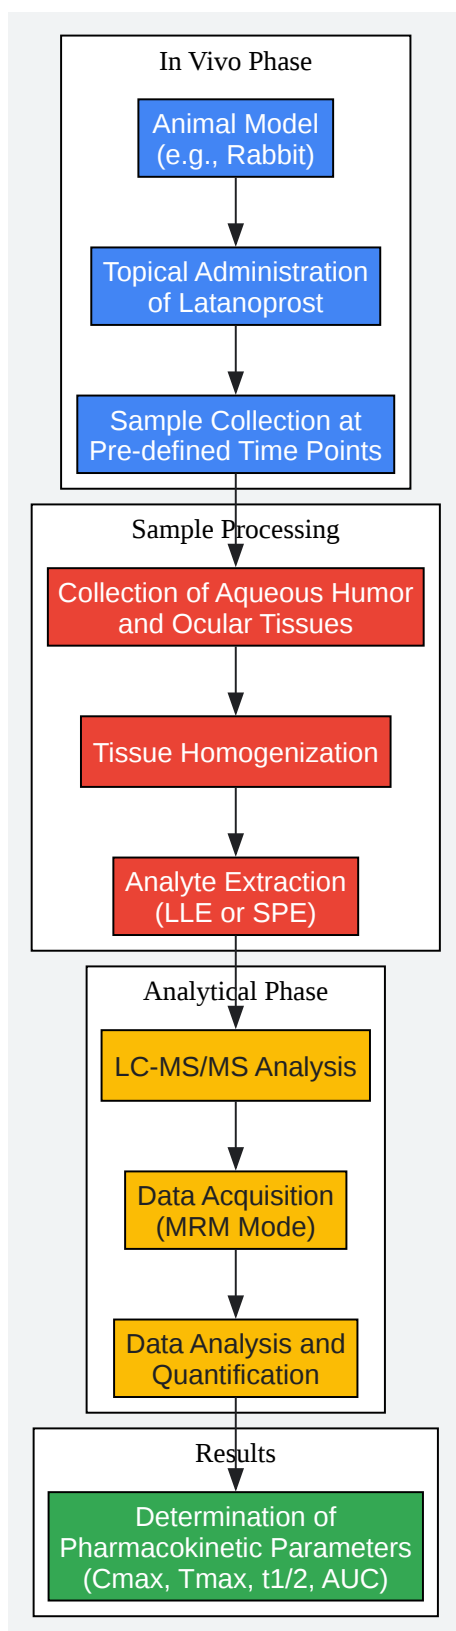 In Vivo Phase
Animal Model
(e.g., Rabbit)
Topical Administration
of Latanoprost
Sample Collection at
Pre-defined Time Points
Sample Processing
Collection of Aqueous Humor
and Ocular Tissues
Tissue Homogenization
Analyte Extraction
(LLE or SPE)
Analytical Phase
LC-MS/MS Analysis
Data Acquisition
(MRM Mode)
Data Analysis and
Quantification
Results
Determination of
Pharmacokinetic Parameters
(Cmax, Tmax, t1/2, AUC)